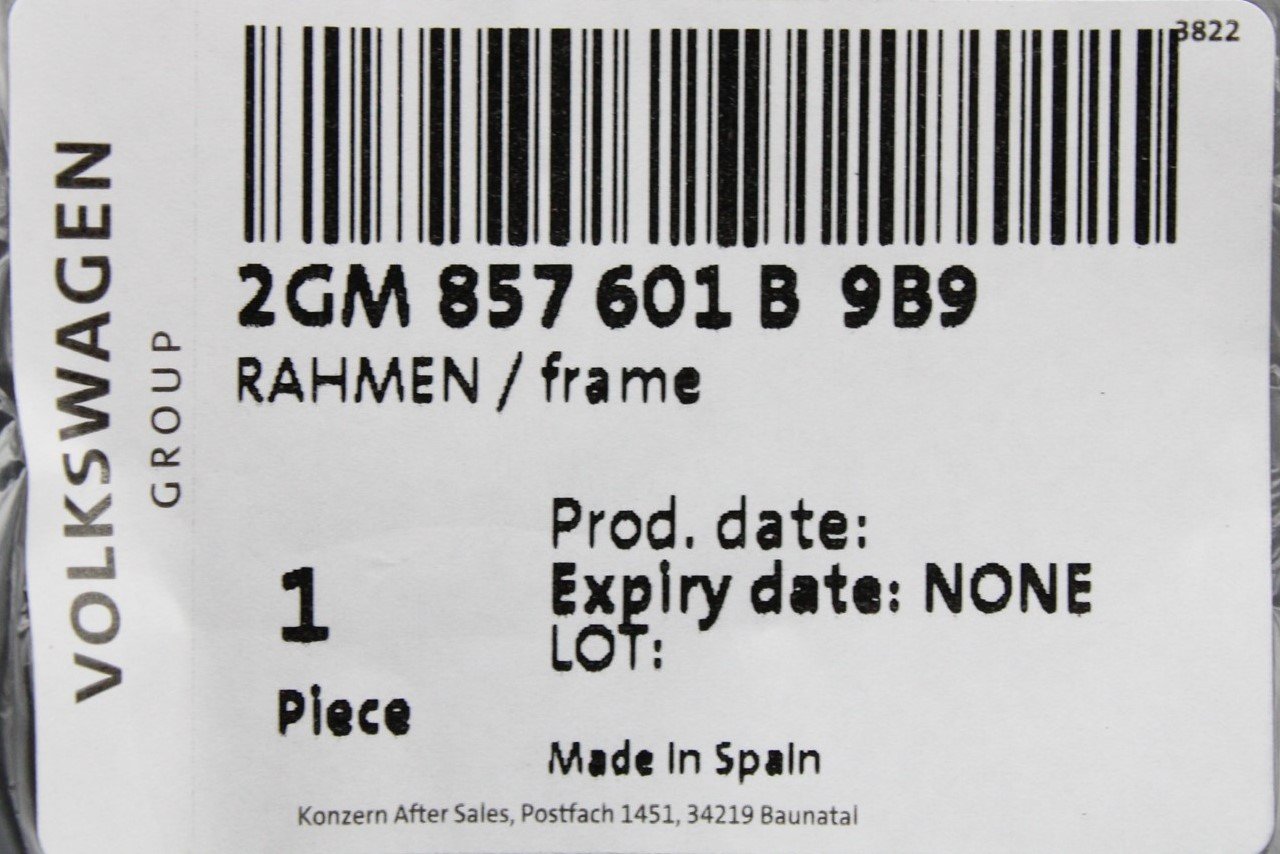 3822
VOLKSWAGEN
GROUP
2GM 857 601 B 9B9
RAHMEN / frame
Prod. date:
Expiry date: NONE
LOT:
1
Piece
Made in Spain
Konzern After Sales, Postfach 1451, 34219 Baunatal